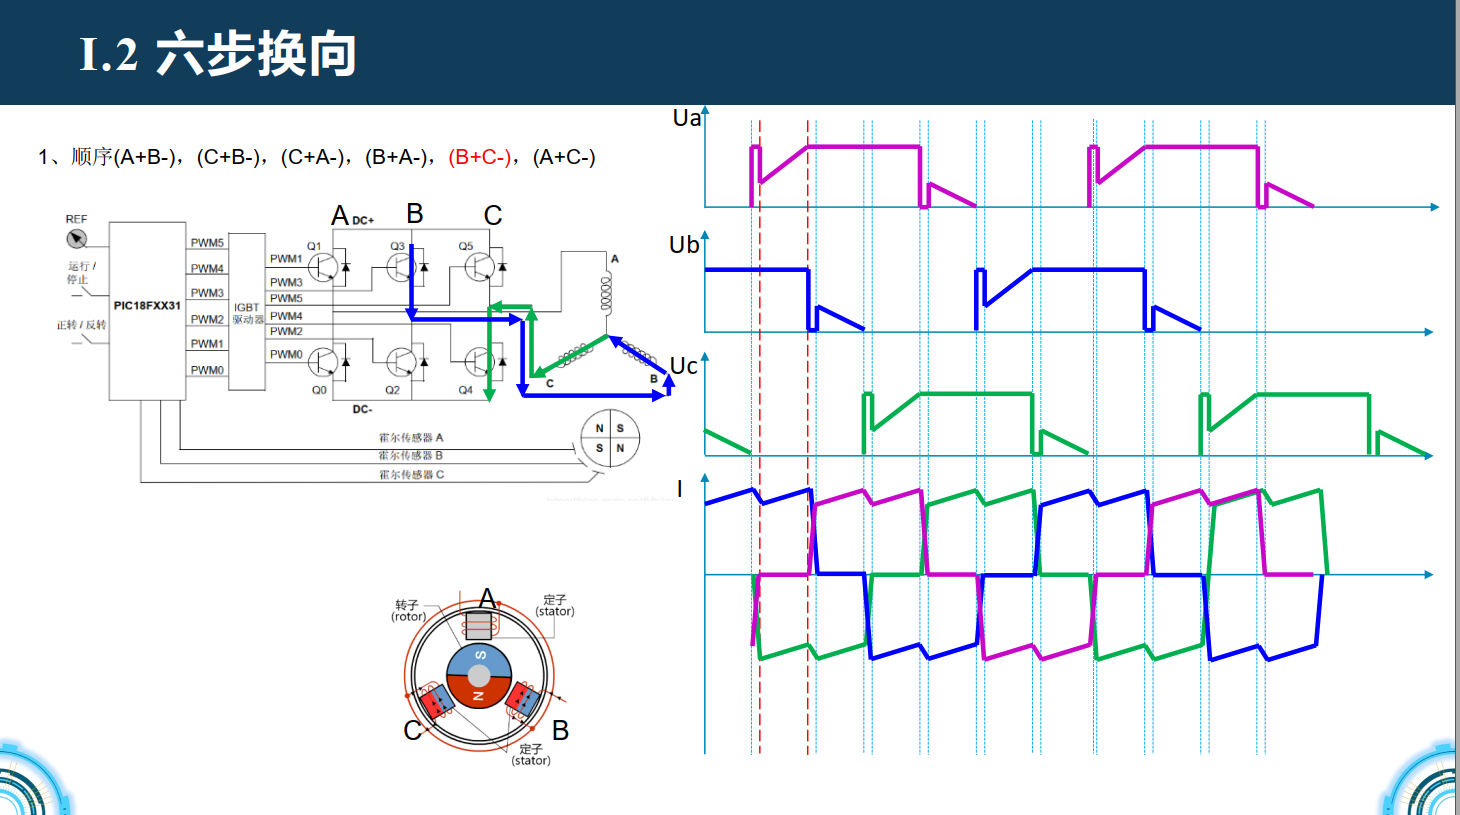 I.2 六步换向
1、顺序(A+B-)，(C+B-)，(C+A-)，(B+A-)，(B+C-)，(A+C-)
REF
运行 /
停止
正转 / 反转
PIC18FXX31
PWM5
PWM4
PWM3
PWM2
PWM1
PWM0
IGBT
驱动器
PWM1
PWM3
PWM5
PWM4
PWM2
PWM0
A
DC+
B
C
Q1
Q3
Q5
Q0
Q2
Q4
DC-
A
B
C
N S
S N
霍尔传感器 A
霍尔传感器 B
霍尔传感器 C
Ua
Ub
Uc
I
转子
(rotor)
A
定子
(stator)
S
N
C
B
定子
(stator)